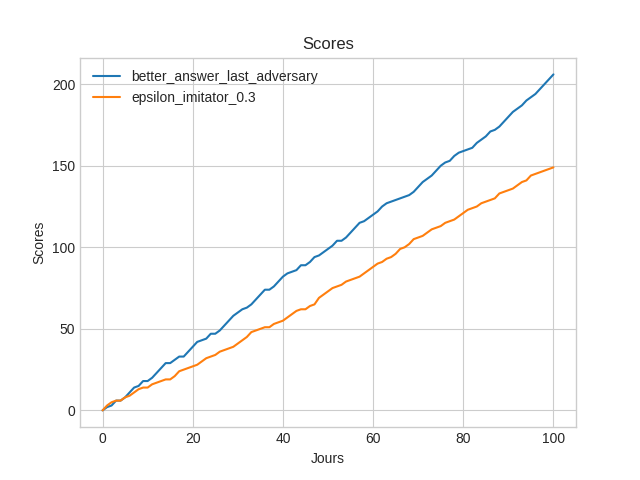 Scores
better_answer_last_adversary
epsilon_imitator_0.3
200
150
100
50
0
Scores
0 20 40 60 80 100
Jours